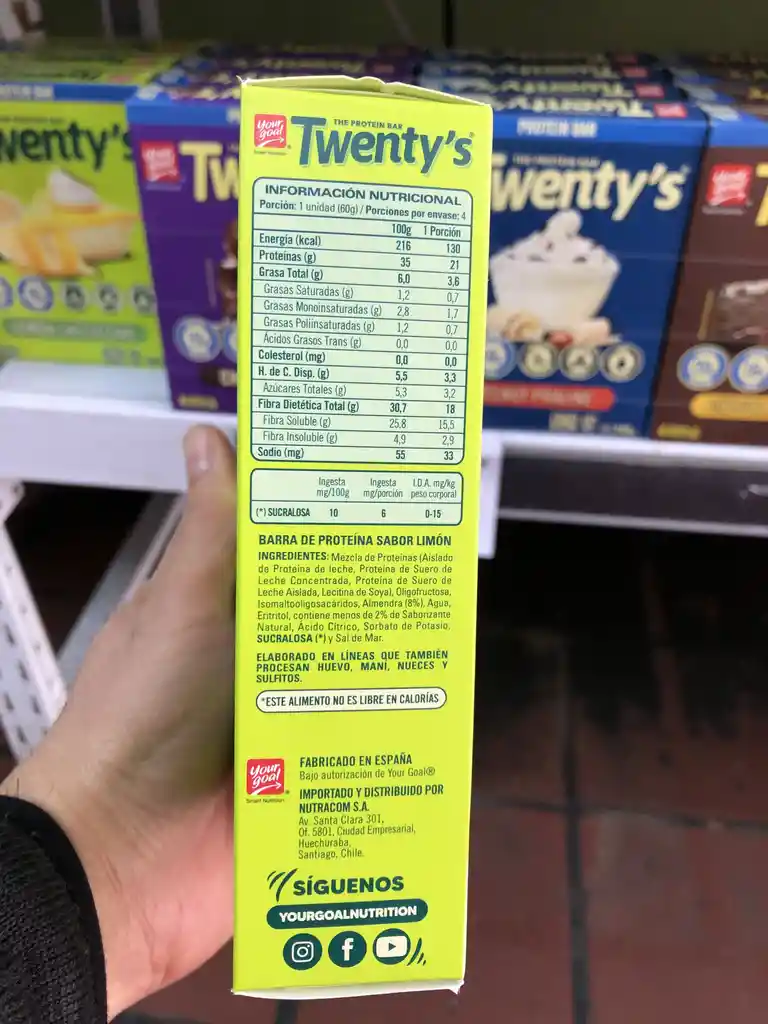 THE PROTEIN BAR
Your goal®
Twenty's
INFORMACIÓN NUTRICIONAL
Porción: 1 unidad (60g) / Porciones por envase: 4
100g 1 Porción
Energía (kcal) 216 130
Proteínas (g) 35 21
Grasa Total (g) 6,0 3,6
Grasas Saturadas (g) 1,2 0,7
Grasas Monoinsaturadas (g) 2,8 1,7
Grasas Poliinsaturadas (g) 1,2 0,7
Ácidos Grasos Trans (g) 0,0 0,0
Colesterol (mg) 0,0 0,0
H. de C. Disp. (g) 5,5 3,3
Azúcares Totales (g) 5,3 3,2
Fibra Dietética Total (g) 30,7 18
Fibra Soluble (g) 25,8 15,5
Fibra Insoluble (g) 4,9 2,9
Sodio (mg) 55 33
Ingesta Ingesta I.D.A. mg/kg
mg/100g mg/porción peso corporal
(*) SUCRALOSA 10 6 0-15
BARRA DE PROTEÍNA SABOR LIMÓN
INGREDIENTES: Mezcla de Proteínas (Aislado
de Proteína de leche, Proteína de Suero de
Leche Concentrada, Proteína de Suero de
Leche Aislada, Lecitina de Soya), Oligofructosa,
Isomaltooligosacáridos, Almendra (8%), Agua,
Eritritol, contiene menos de 2% de Saborizante
Natural, Ácido Cítrico, Sorbato de Potasio,
SUCRALOSA (*) y Sal de Mar.
ELABORADO EN LÍNEAS QUE TAMBIÉN
PROCESAN HUEVO, MANÍ, NUECES Y
SULFITOS.
*ESTE ALIMENTO NO ES LIBRE EN CALORÍAS
Your goal®
Smart Nutrition
FABRICADO EN ESPAÑA
Bajo autorización de Your Goal®
IMPORTADO Y DISTRIBUIDO POR
NUTRACOM S.A.
Av. Santa Clara 301,
Of. 5801, Ciudad Empresarial,
Huechuraba,
Santiago, Chile.
SÍGUENOS
YOURGOALNUTRITION
wenty's
Tw
PROTEIN BAR
wenty's